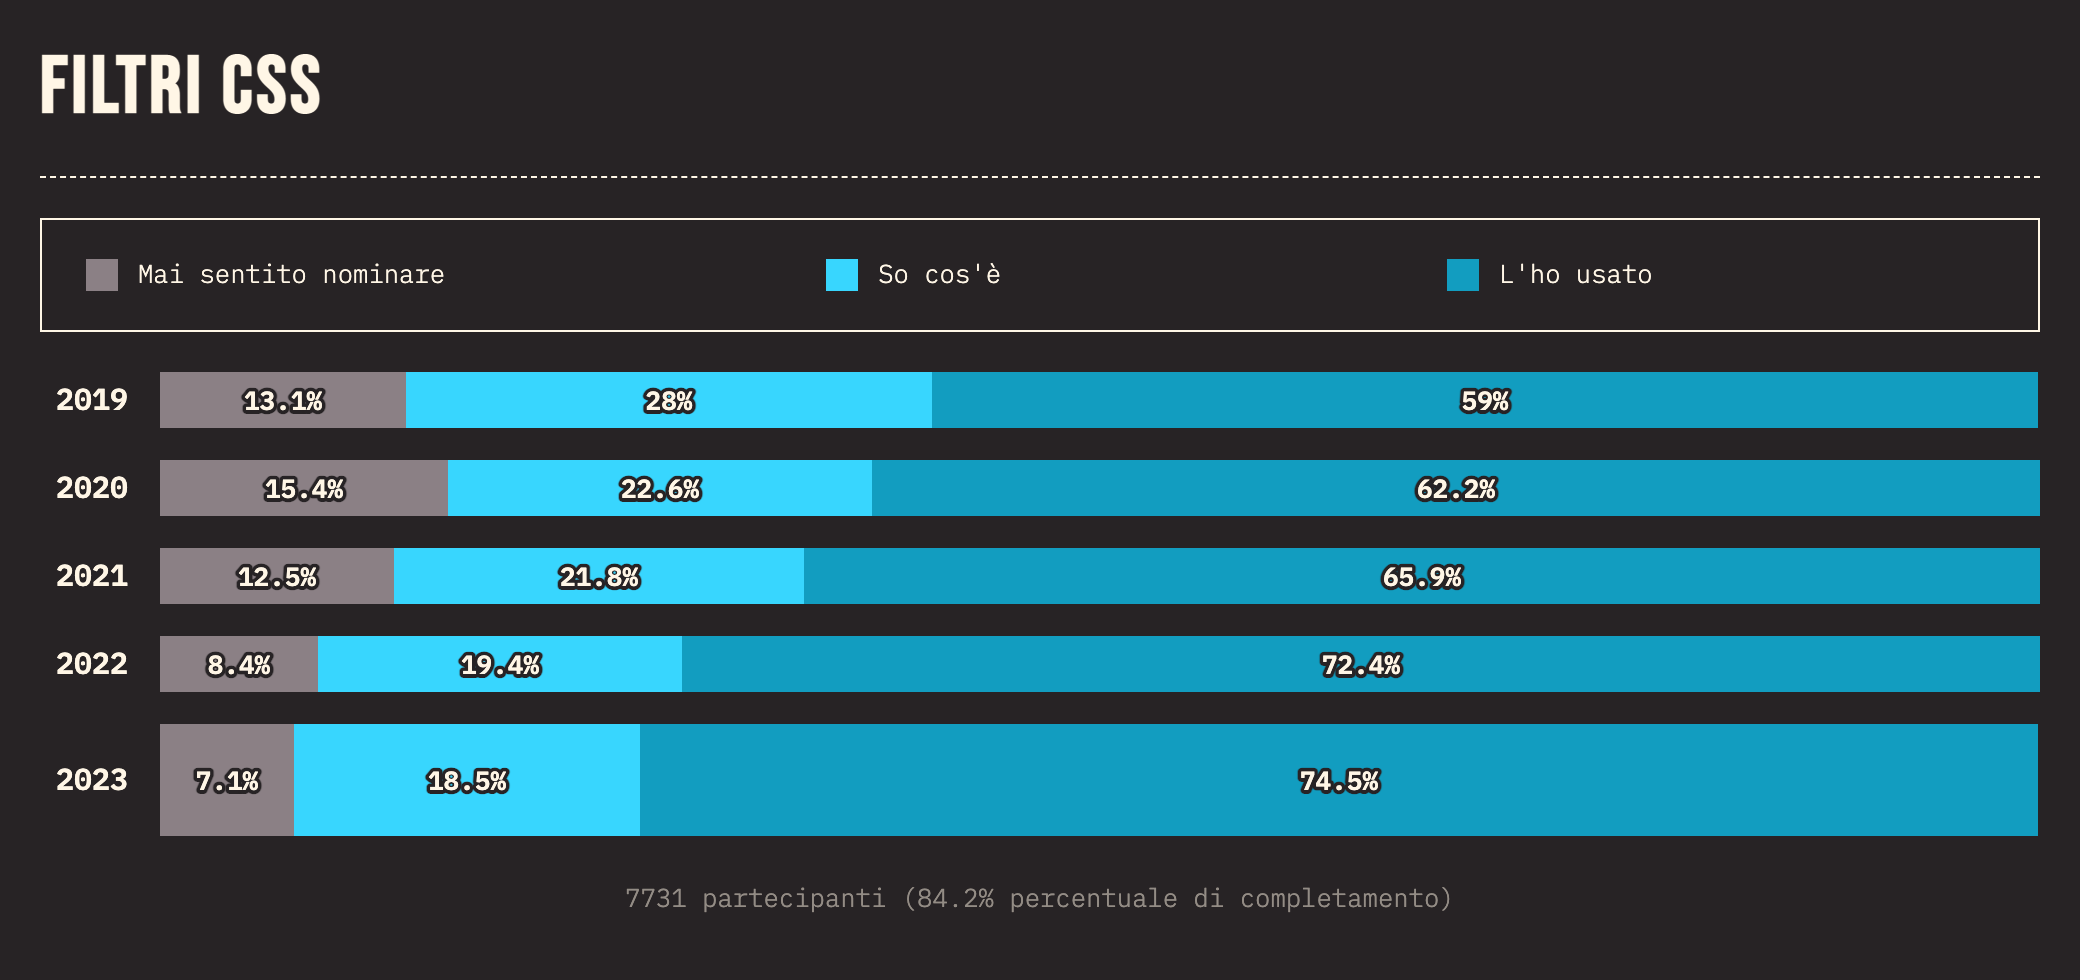 FILTRI CSS
Mai sentito nominare So cos'è L'ho usato
2019 13.1% 28% 59%
2020 15.4% 22.6% 62.2%
2021 12.5% 21.8% 65.9%
2022 8.4% 19.4% 72.4%
2023 7.1% 18.5% 74.5%
7731 partecipanti (84.2% percentuale di completamento)